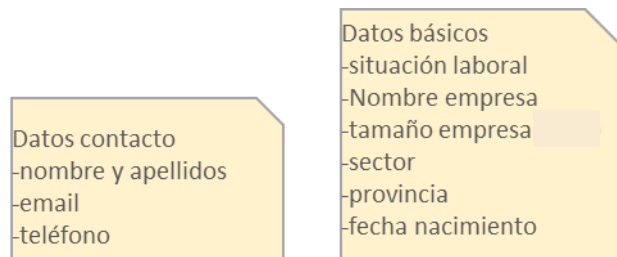 Datos contacto
-nombre y apellidos
-email
-teléfono
Datos básicos
-situación laboral
-Nombre empresa
-tamaño empresa
-sector
-provincia
-fecha nacimiento